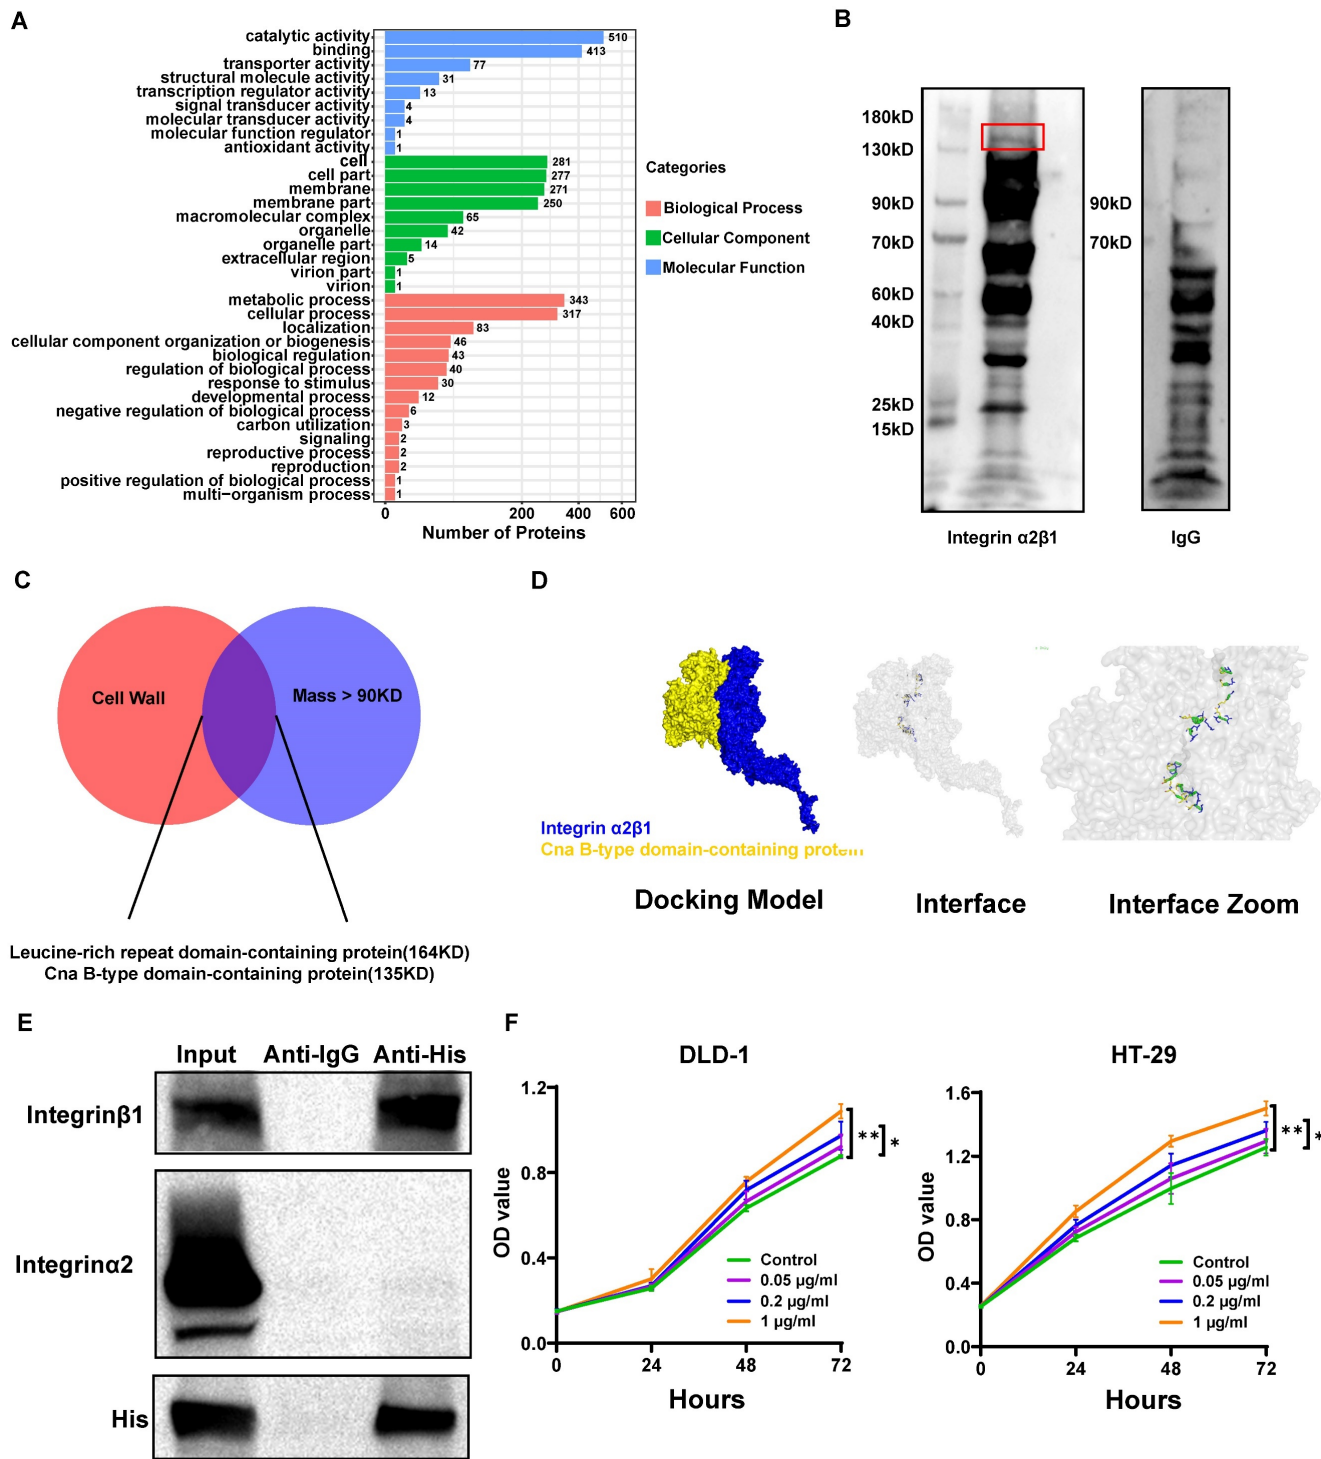 A
catalytic activity 510
binding 413
transporter activity 77
structural molecule activity 31
transcription regulator activity 13
signal transducer activity 4
molecular transducer activity 4
molecular function regulator 1
antioxidant activity 1
cell 281
cell part 277
membrane 271
membrane part 250
macromolecular complex 65
organelle 42
organelle part 14
extracellular region 5
virion part 1
virion 1
metabolic process 343
cellular process 317
localization 83
cellular component organization or biogenesis 46
biological regulation 43
regulation of biological process 40
response to stimulus 30
developmental process 12
negative regulation of biological process 6
carbon utilization 3
signaling 2
reproductive process 2
reproduction 2
positive regulation of biological process 1
multi−organism process 1
0 200 400 600
Number of Proteins
Categories
Biological Process
Cellular Component
Molecular Function
B
180kD
130kD
90kD
70kD
60kD
40kD
25kD
15kD
90kD
70kD
Integrin α2β1
IgG
C
Cell Wall
Mass > 90KD
Leucine-rich repeat domain-containing protein(164KD)
Cna B-type domain-containing protein(135KD)
D
Integrin α2β1
Cna B-type domain-containing protein
Docking Model
Interface
Interface Zoom
E
Input Anti-IgG Anti-His
Integrinβ1
Integrinα2
His
F
DLD-1
1.2
0.8
0.4
0.0
OD value
0 24 48 72
Hours
Control
0.05 μg/ml
0.2 μg/ml
1 μg/ml
** *
HT-29
1.6
1.2
0.8
0.4
0.0
OD value
0 24 48 72
Hours
Control
0.05 μg/ml
0.2 μg/ml
1 μg/ml
** *